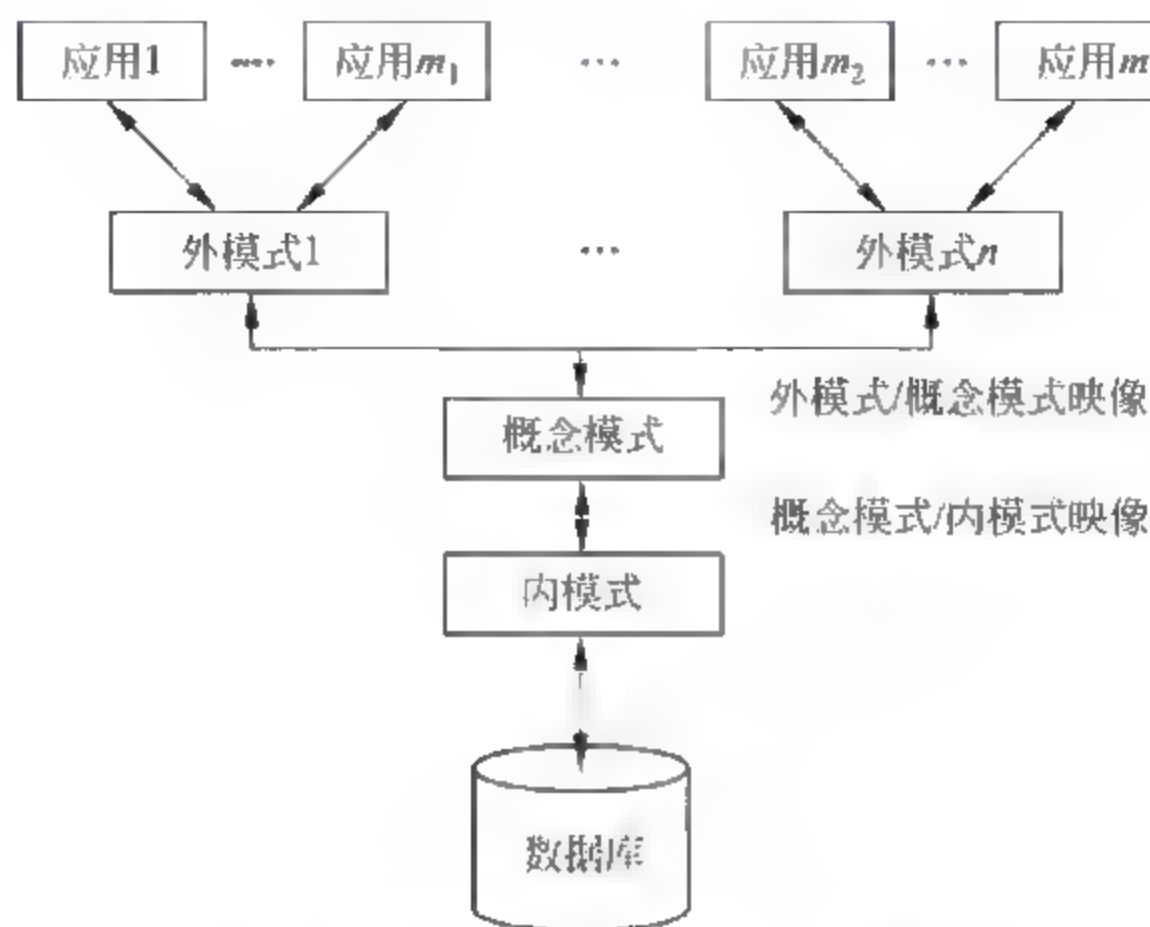 应用1 …… 应用m₁ … 应用m₂ … 应用m
外模式1 … 外模式n
外模式/概念模式映像
概念模式
概念模式/内模式映像
内模式
数据库